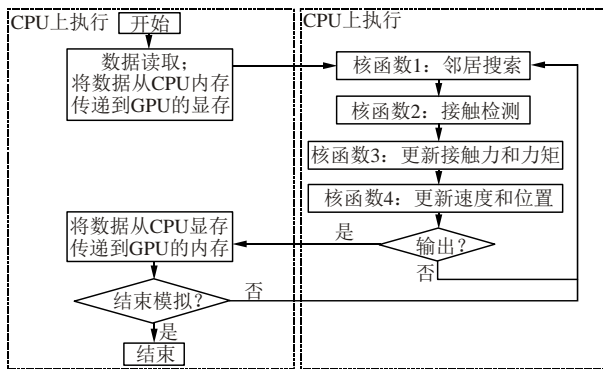 CPU上执行
开始
数据读取；
将数据从CPU内存
传递到GPU的显存
将数据从CPU显存
传递到GPU的内存
结束模拟？
否
是
结束
CPU上执行
核函数1：邻居搜索
核函数2：接触检测
核函数3：更新接触力和力矩
核函数4：更新速度和位置
是
输出？
否